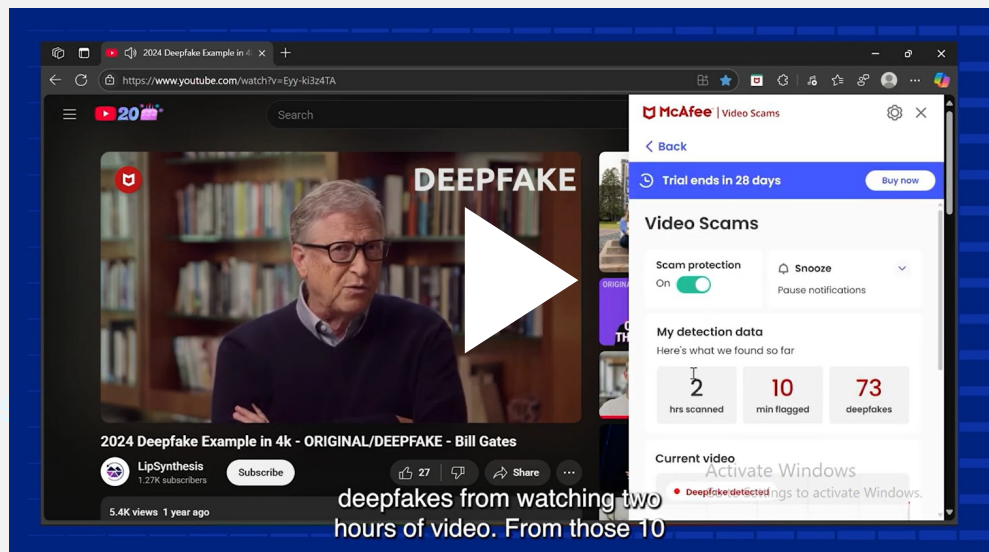 2024 Deepfake Example in 4
https://www.youtube.com/watch?v=Eyy-ki3z4TA
20
Search
McAfee | Video Scams
Back
Trial ends in 28 days
Buy now
DEEPFAKE
ORIGINA
TH
Video Scams
Scam protection
On
Snooze
Pause notifications
My detection data
Here's what we found so far
2
hrs scanned
10
min flagged
73
deepfakes
Current video
Deepfake detected
Activate Windows
ngs to activate Windows.
2024 Deepfake Example in 4k - ORIGINAL/DEEPFAKE - Bill Gates
LipSynthesis
1.27K subscribers
Subscribe
27
Share
5.4K views 1 year ago
deepfakes from watching two
hours of video. From those 10